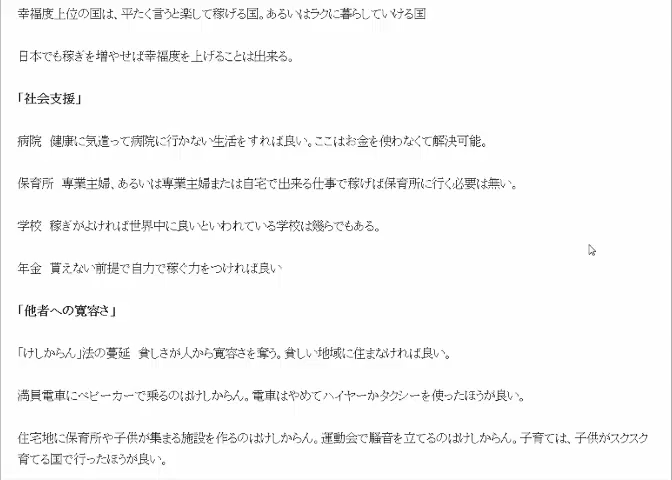 幸福度上位の国は、平たく言うと楽して稼げる国。あるいはラクに暮らしていける国
日本でも稼ぎを増やせば幸福度を上げることは出来る。
「社会支援」
病院　健康に気遣って病院に行かない生活をすれば良い。ここはお金を使わなくて解決可能。
保育所　専業主婦、あるいは専業主婦または自宅で出来る仕事で稼げば保育所に行く必要は無い。
学校　稼ぎがよければ世界中に良いといわれている学校は幾らでもある。
年金　貰えない前提で自力で稼ぐ力をつければ良い
「他者への寛容さ」
「けしからん」法の蔓延　貧しさが人から寛容さを奪う。貧しい地域に住まなければ良い。
満員電車にベビーカーで乗るのはけしからん。電車はやめてハイヤーかタクシーを使ったほうが良い。
住宅地に保育所や子供が集まる施設を作るのはけしからん。運動会で騒音を立てるのはけしからん。子育ては、子供がスクスク
育てる国で行ったほうが良い。